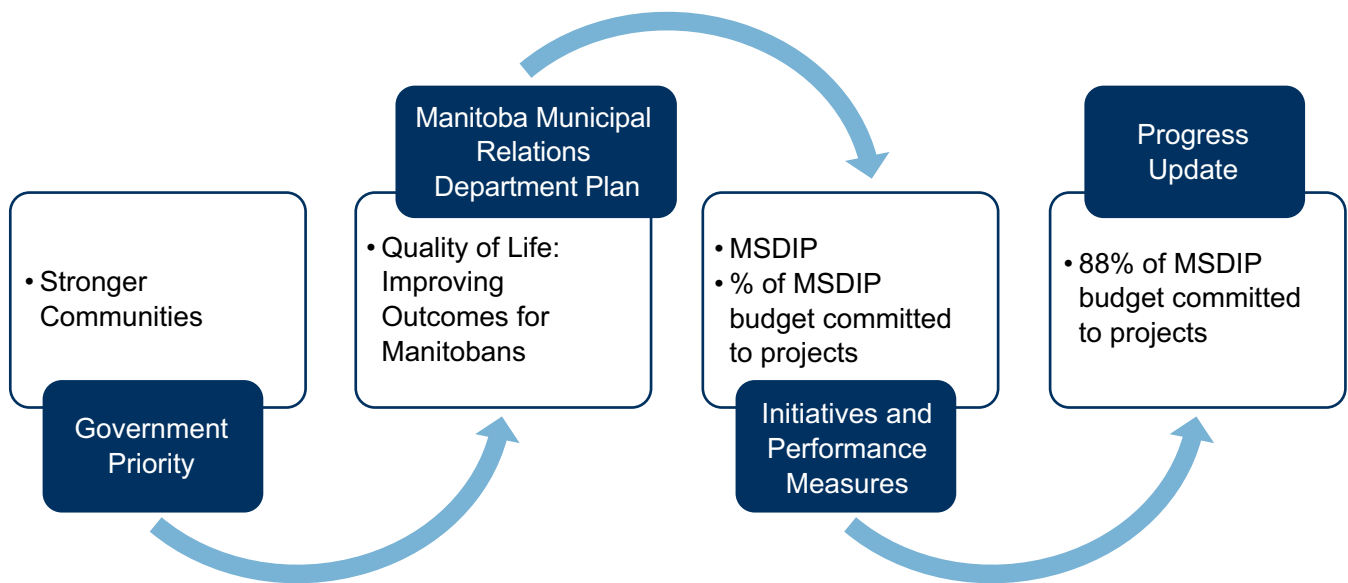 • Stronger
Communities
Government
Priority
Manitoba Municipal
Relations
Department Plan
• Quality of Life:
Improving
Outcomes for
Manitobans
• MSDIP
• % of MSDIP
budget committed
to projects
Initiatives and
Performance
Measures
Progress
Update
• 88% of MSDIP
budget committed
to projects